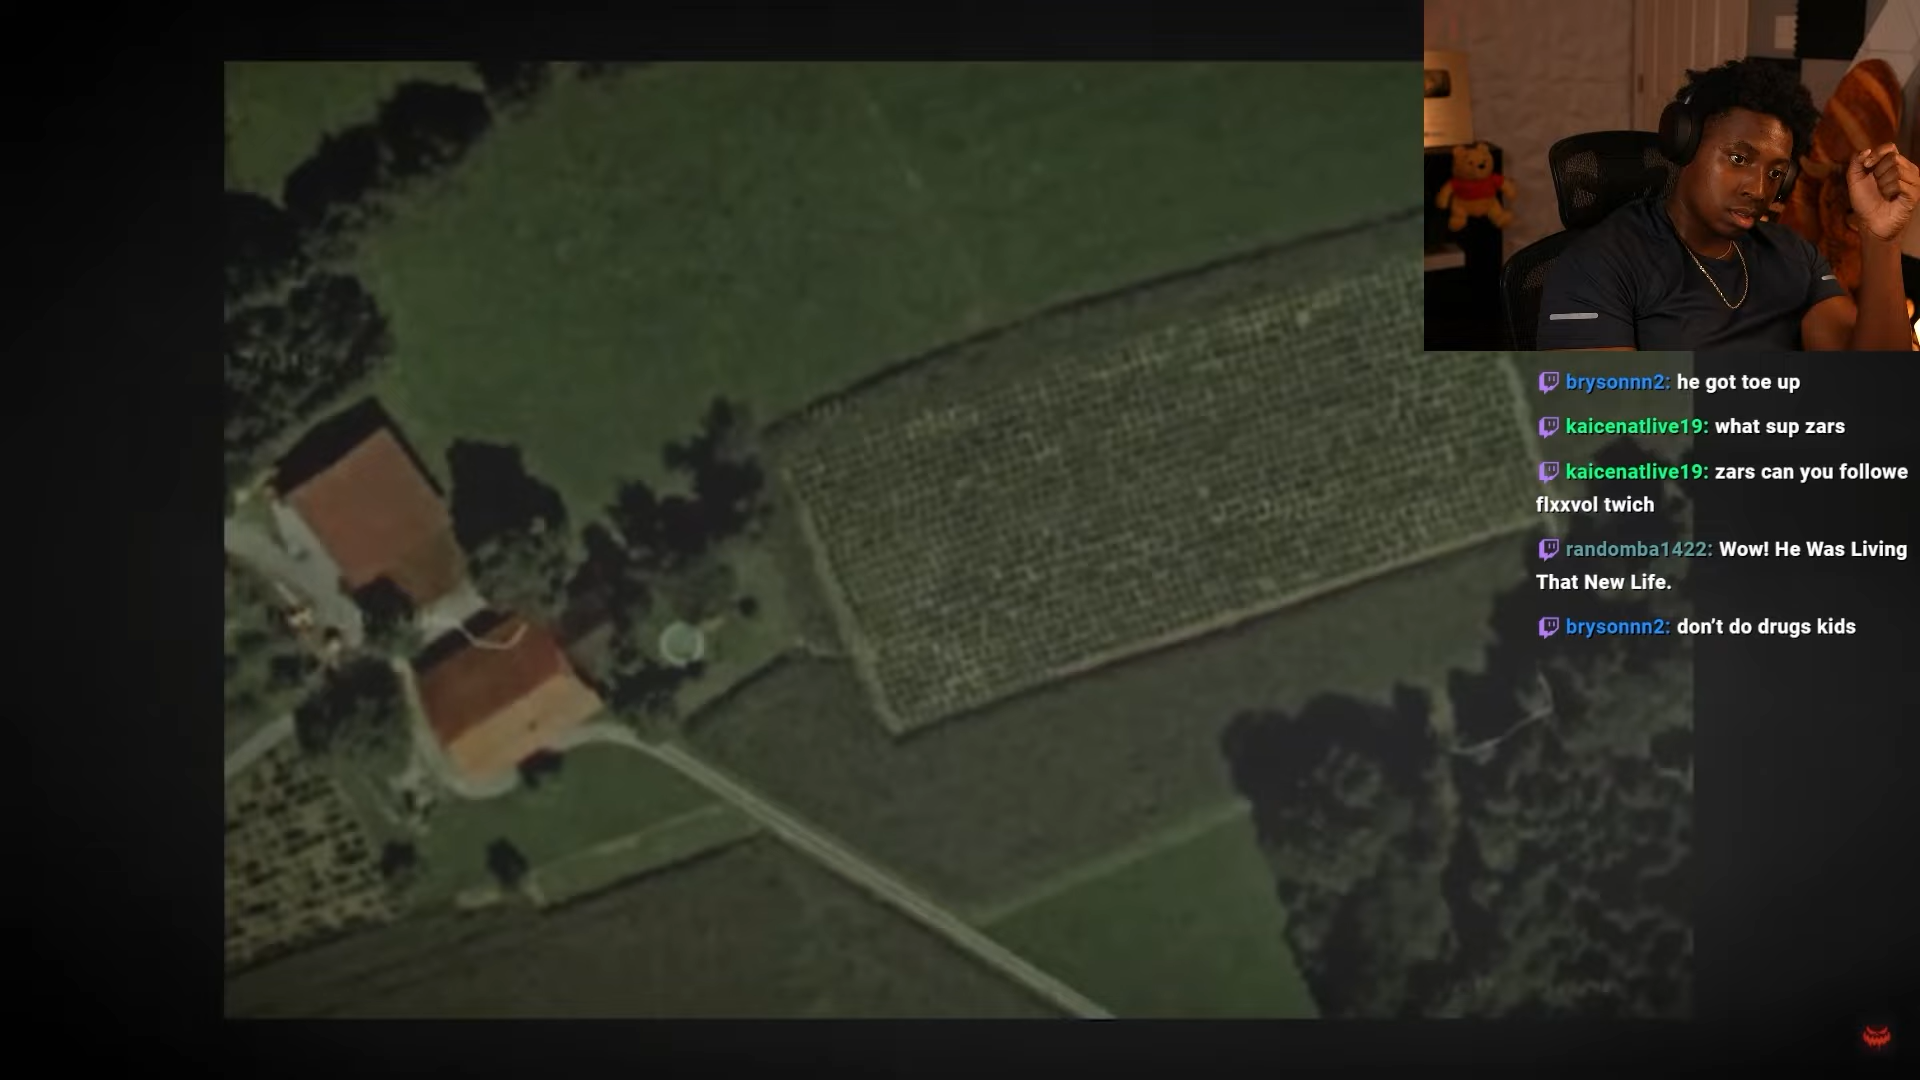 brysonnn2: he got toe up
kaicenatlive19: what sup zars
kaicenatlive19: zars can you followe
flxxvol twich
randomba1422: Wow! He Was Living
That New Life.
brysonnn2: don’t do drugs kids